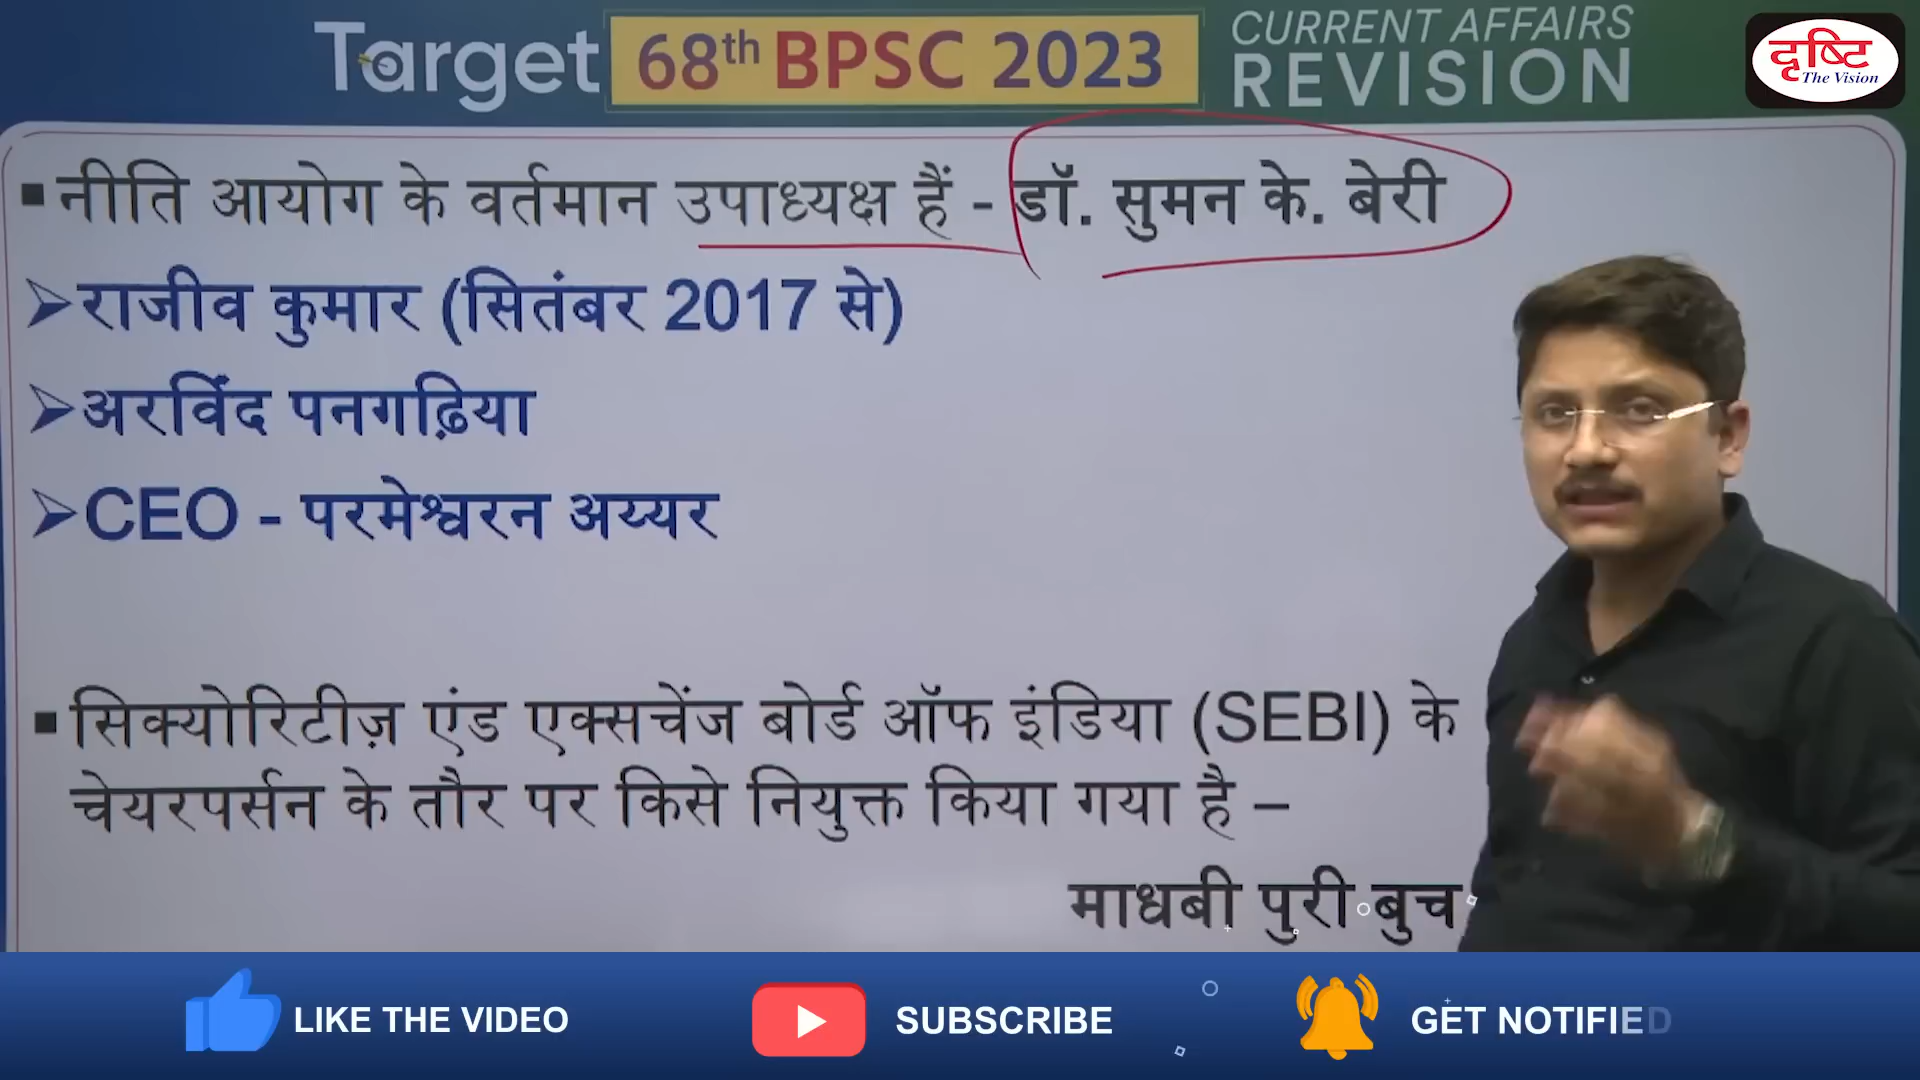 Target 68th BPSC 2023 CURRENT AFFAIRS
REVISION
दृष्टि
The Vision
▪ नीति आयोग के वर्तमान उपाध्यक्ष हैं - डॉ. सुमन के. बेरी
➢ राजीव कुमार (सितंबर 2017 से)
➢ अरविंद पनगढ़िया
➢ CEO - परमेश्वरन अय्यर
▪ सिक्योरिटीज़ एंड एक्सचेंज बोर्ड ऑफ इंडिया (SEBI) के
चेयरपर्सन के तौर पर किसे नियुक्त किया गया है –
माधबी पुरी बुच
LIKE THE VIDEO SUBSCRIBE GET NOTIFIED